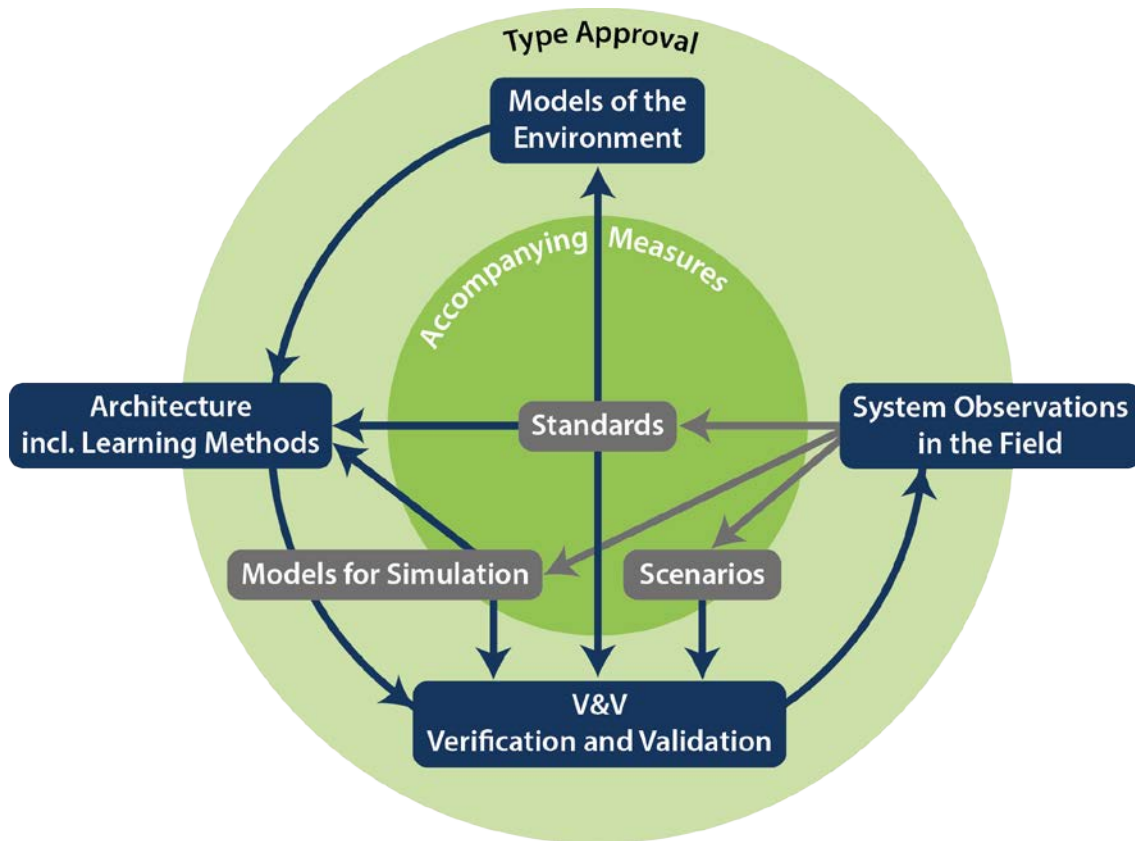 Type Approval
Models of the
Environment
Accompanying Measures
Architecture
incl. Learning Methods
Standards
System Observations
in the Field
Models for Simulation
Scenarios
V&V
Verification and Validation